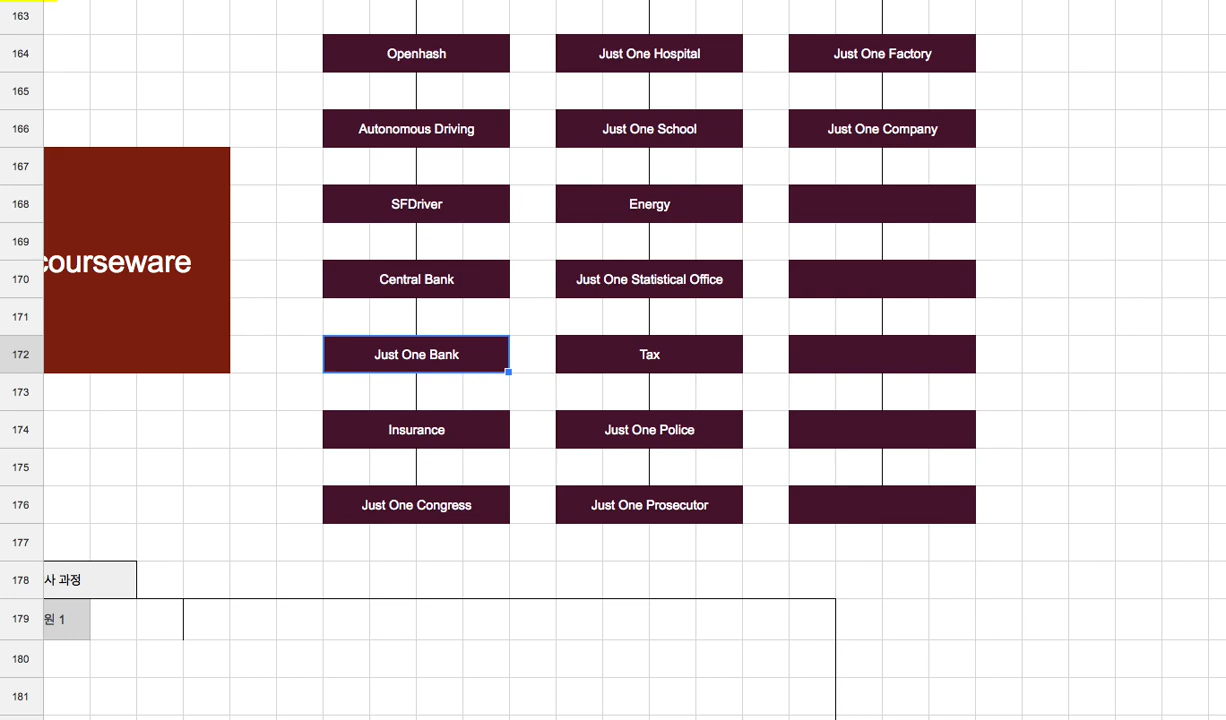 163
164
Openhash
Just One Hospital
Just One Factory
165
166
Autonomous Driving
Just One School
Just One Company
167
168
SFDriver
Energy
169
courseware
170
Central Bank
Just One Statistical Office
171
172
Just One Bank
Tax
173
174
Insurance
Just One Police
175
176
Just One Congress
Just One Prosecutor
177
178
사 과정
179
원 1
180
181